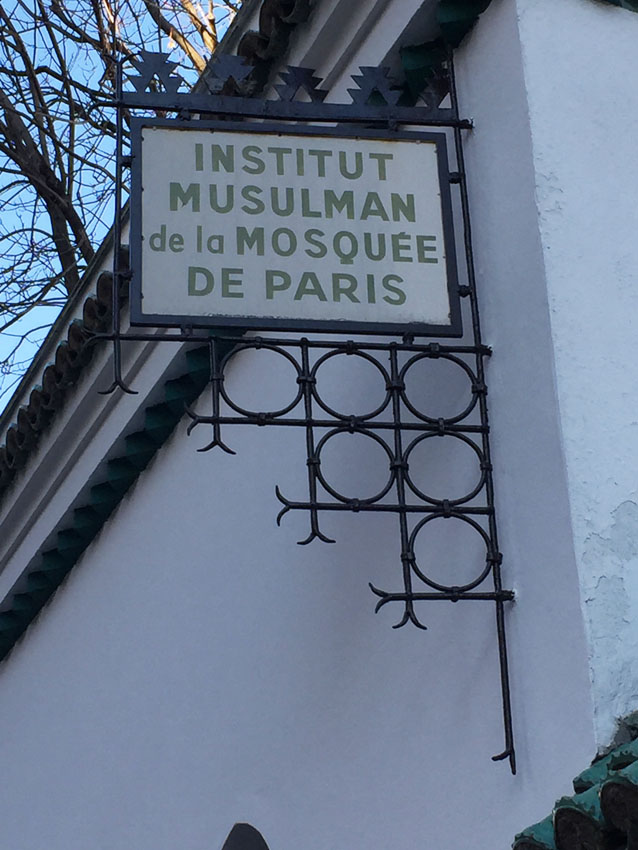 INSTITUT
MUSULMAN
de la MOSQUÉE
DE PARIS